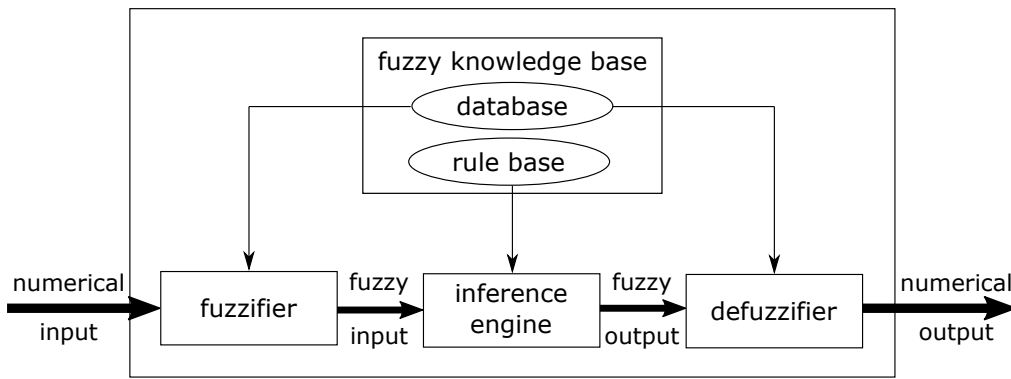 fuzzy knowledge base
database
rule base
numerical
input
fuzzifier
fuzzy
input
inference
engine
fuzzy
output
defuzzifier
numerical
output